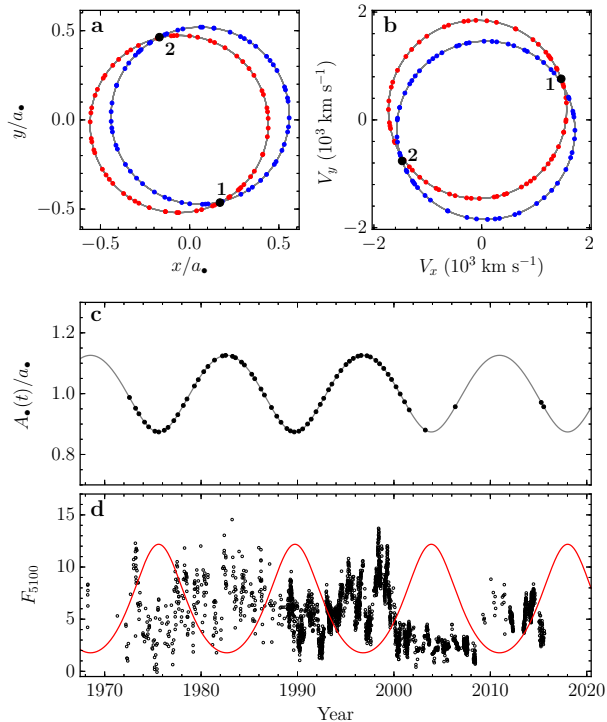 a
2
1
0.5
0.0
−0.5
−0.5
0.0
0.5
y/a•
x/a•
b
1
2
2
0
−2
−2
0
2
V_y (10³ km s⁻¹)
V_x (10³ km s⁻¹)
c
1.2
1.0
0.8
A•(t)/a•
d
15
10
5
0
F₅₁₀₀
1970 1980 1990 2000 2010 2020
Year